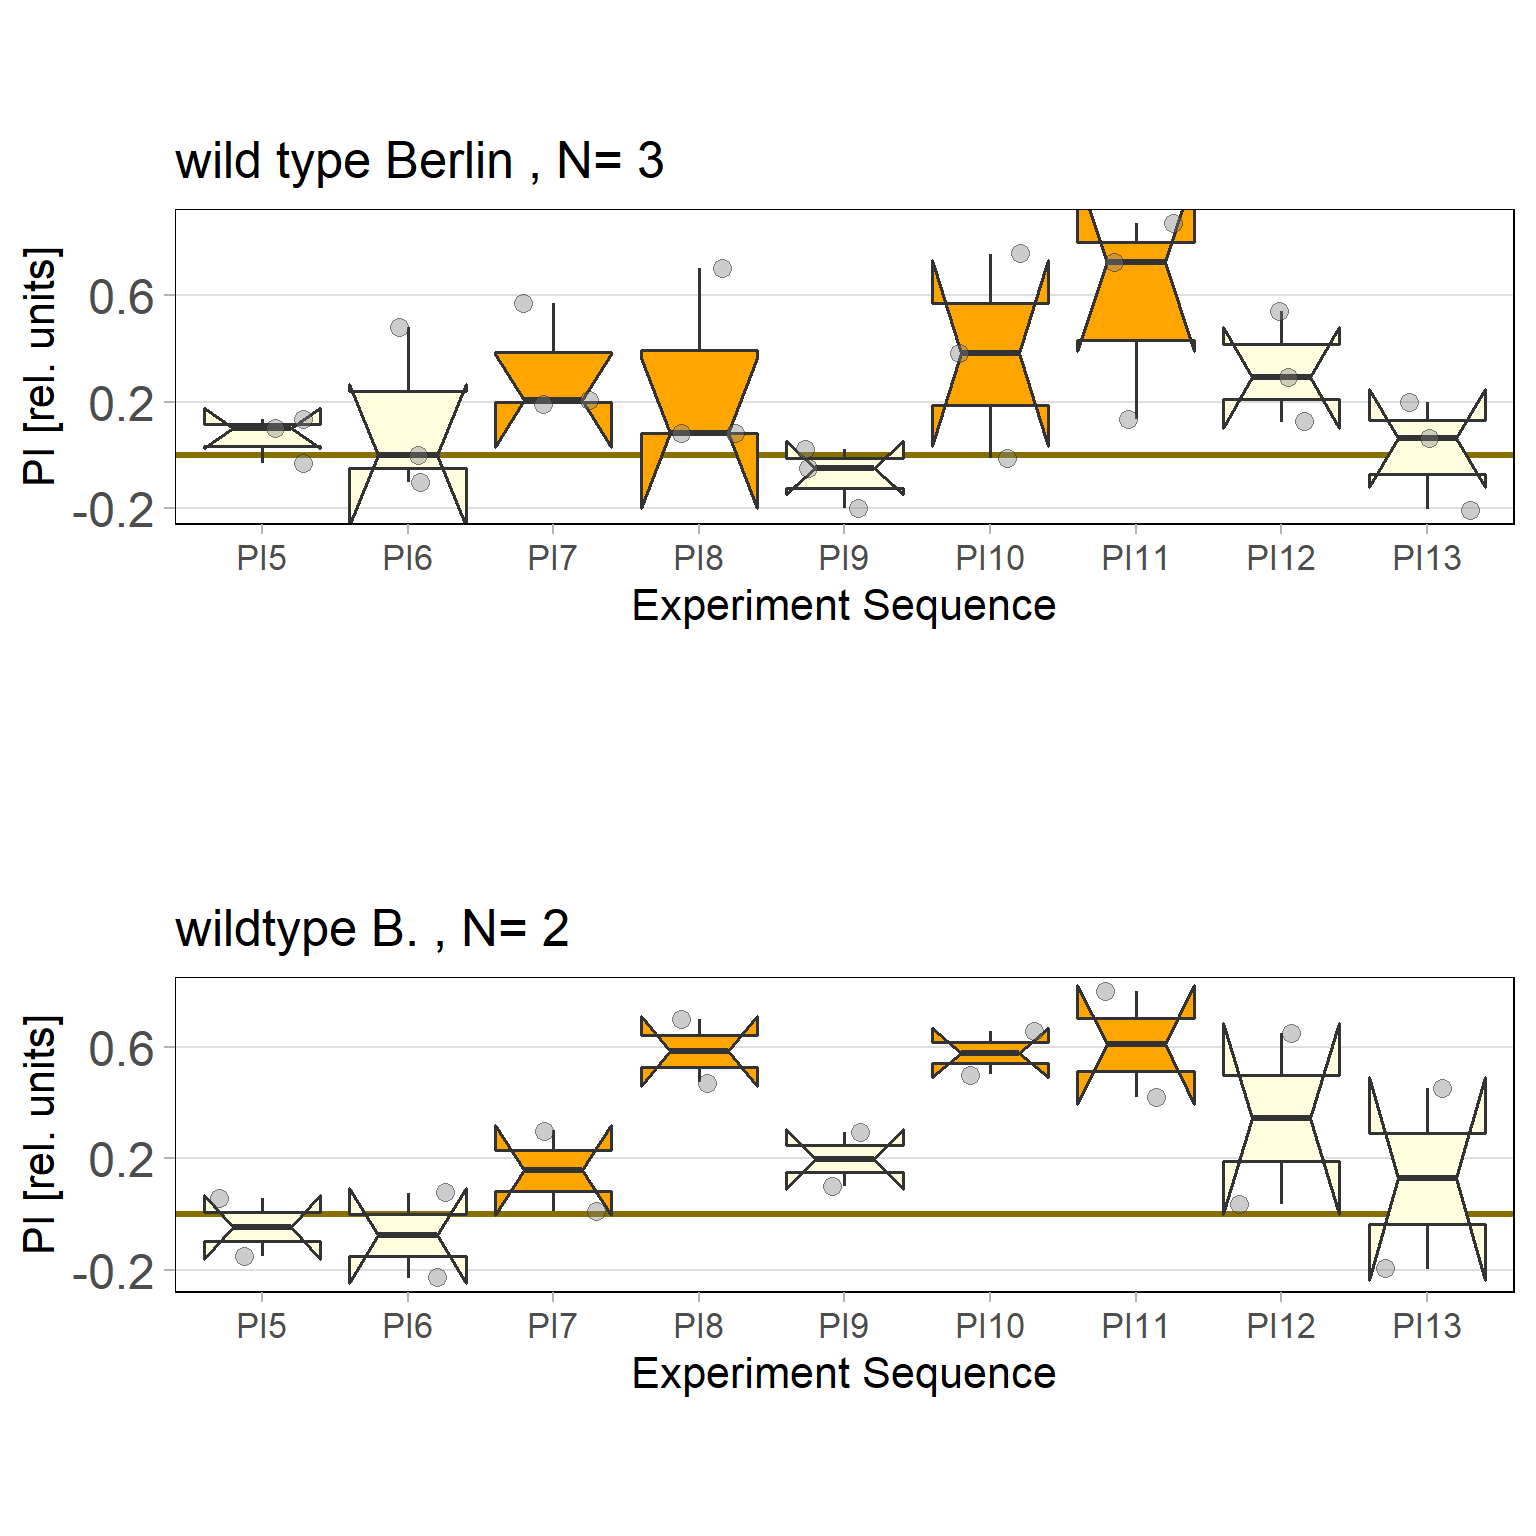 wild type Berlin , N= 3
PI [rel. units]
0.6
0.2
-0.2
PI5 PI6 PI7 PI8 PI9 PI10 PI11 PI12 PI13
Experiment Sequence
wildtype B. , N= 2
PI [rel. units]
0.6
0.2
-0.2
PI5 PI6 PI7 PI8 PI9 PI10 PI11 PI12 PI13
Experiment Sequence